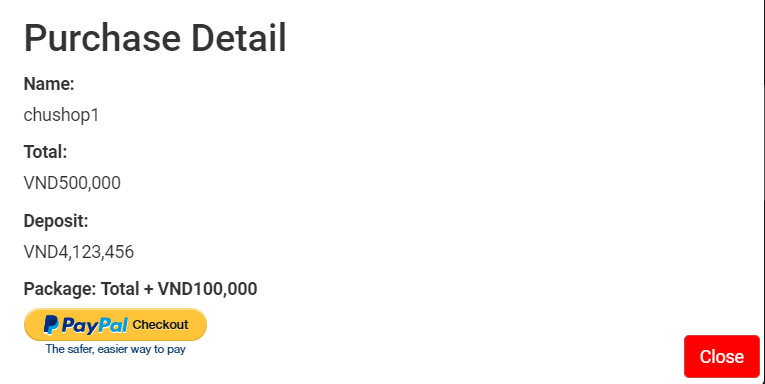 Purchase Detail
Name:
chushop1
Total:
VND500,000
Deposit:
VND4,123,456
Package: Total + VND100,000
PayPal Checkout
The safer, easier way to pay
Close